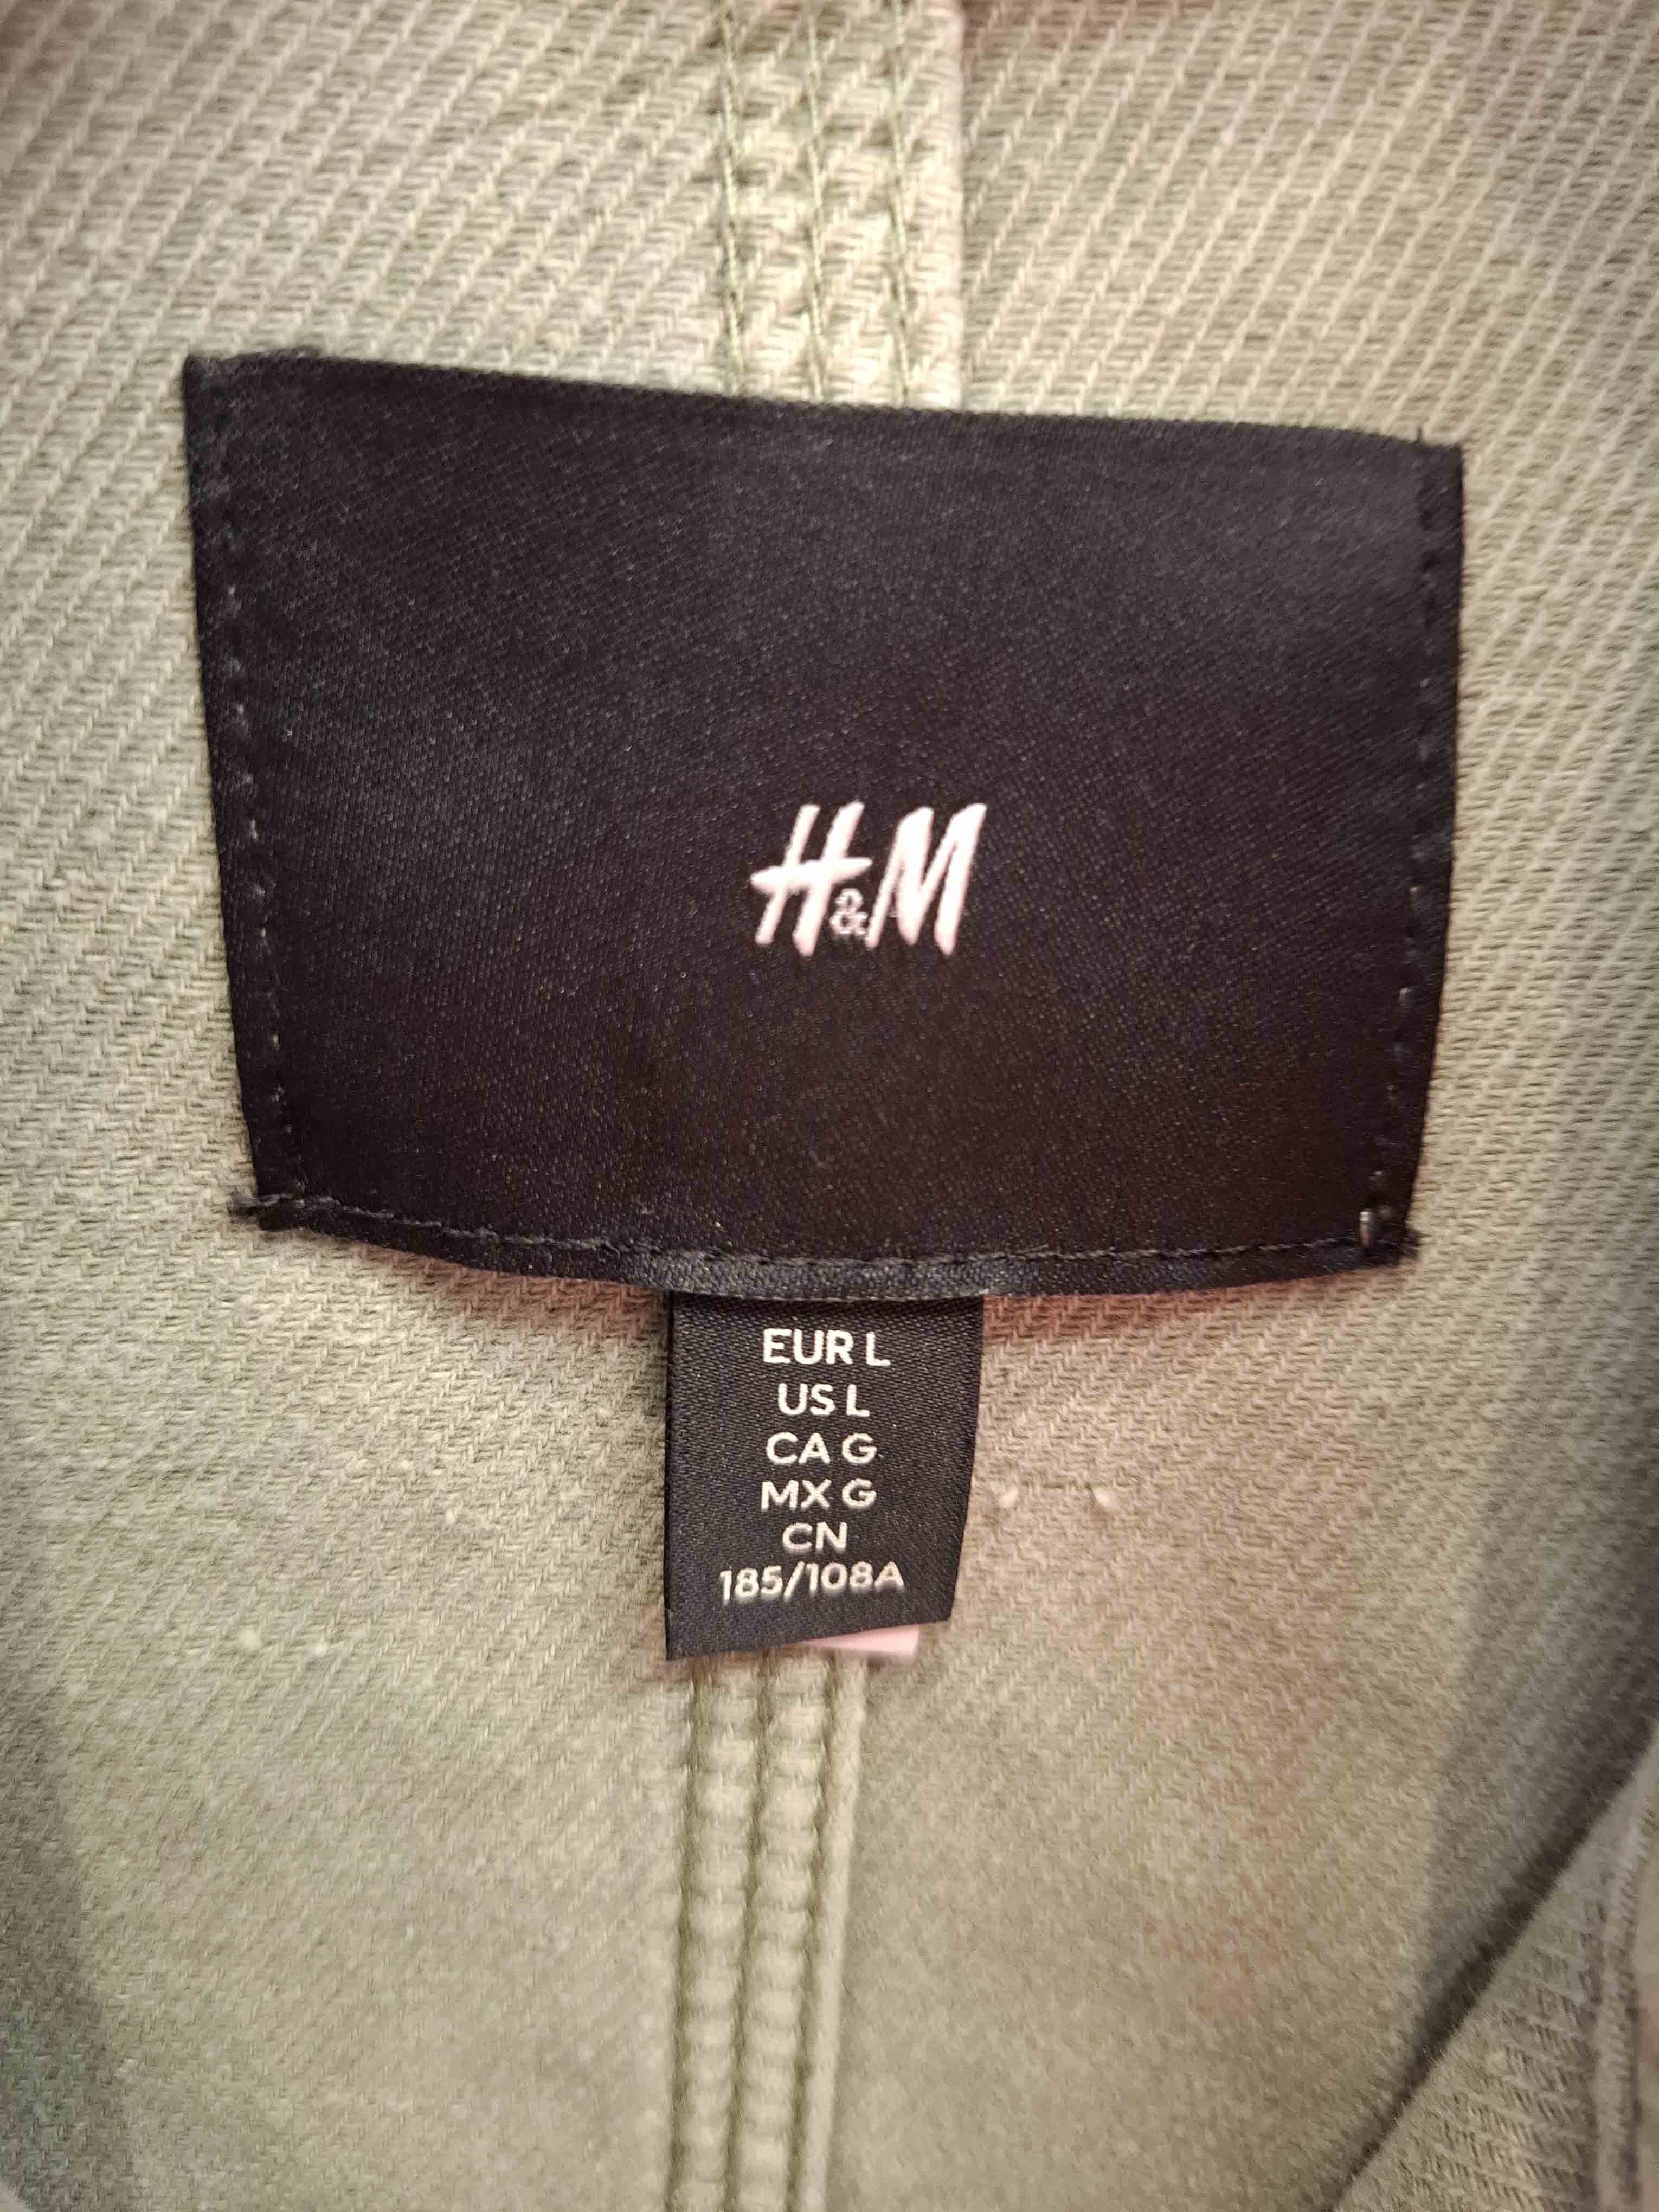 H&M
EUR L
US L
CA G
MX G
CN
185/108A